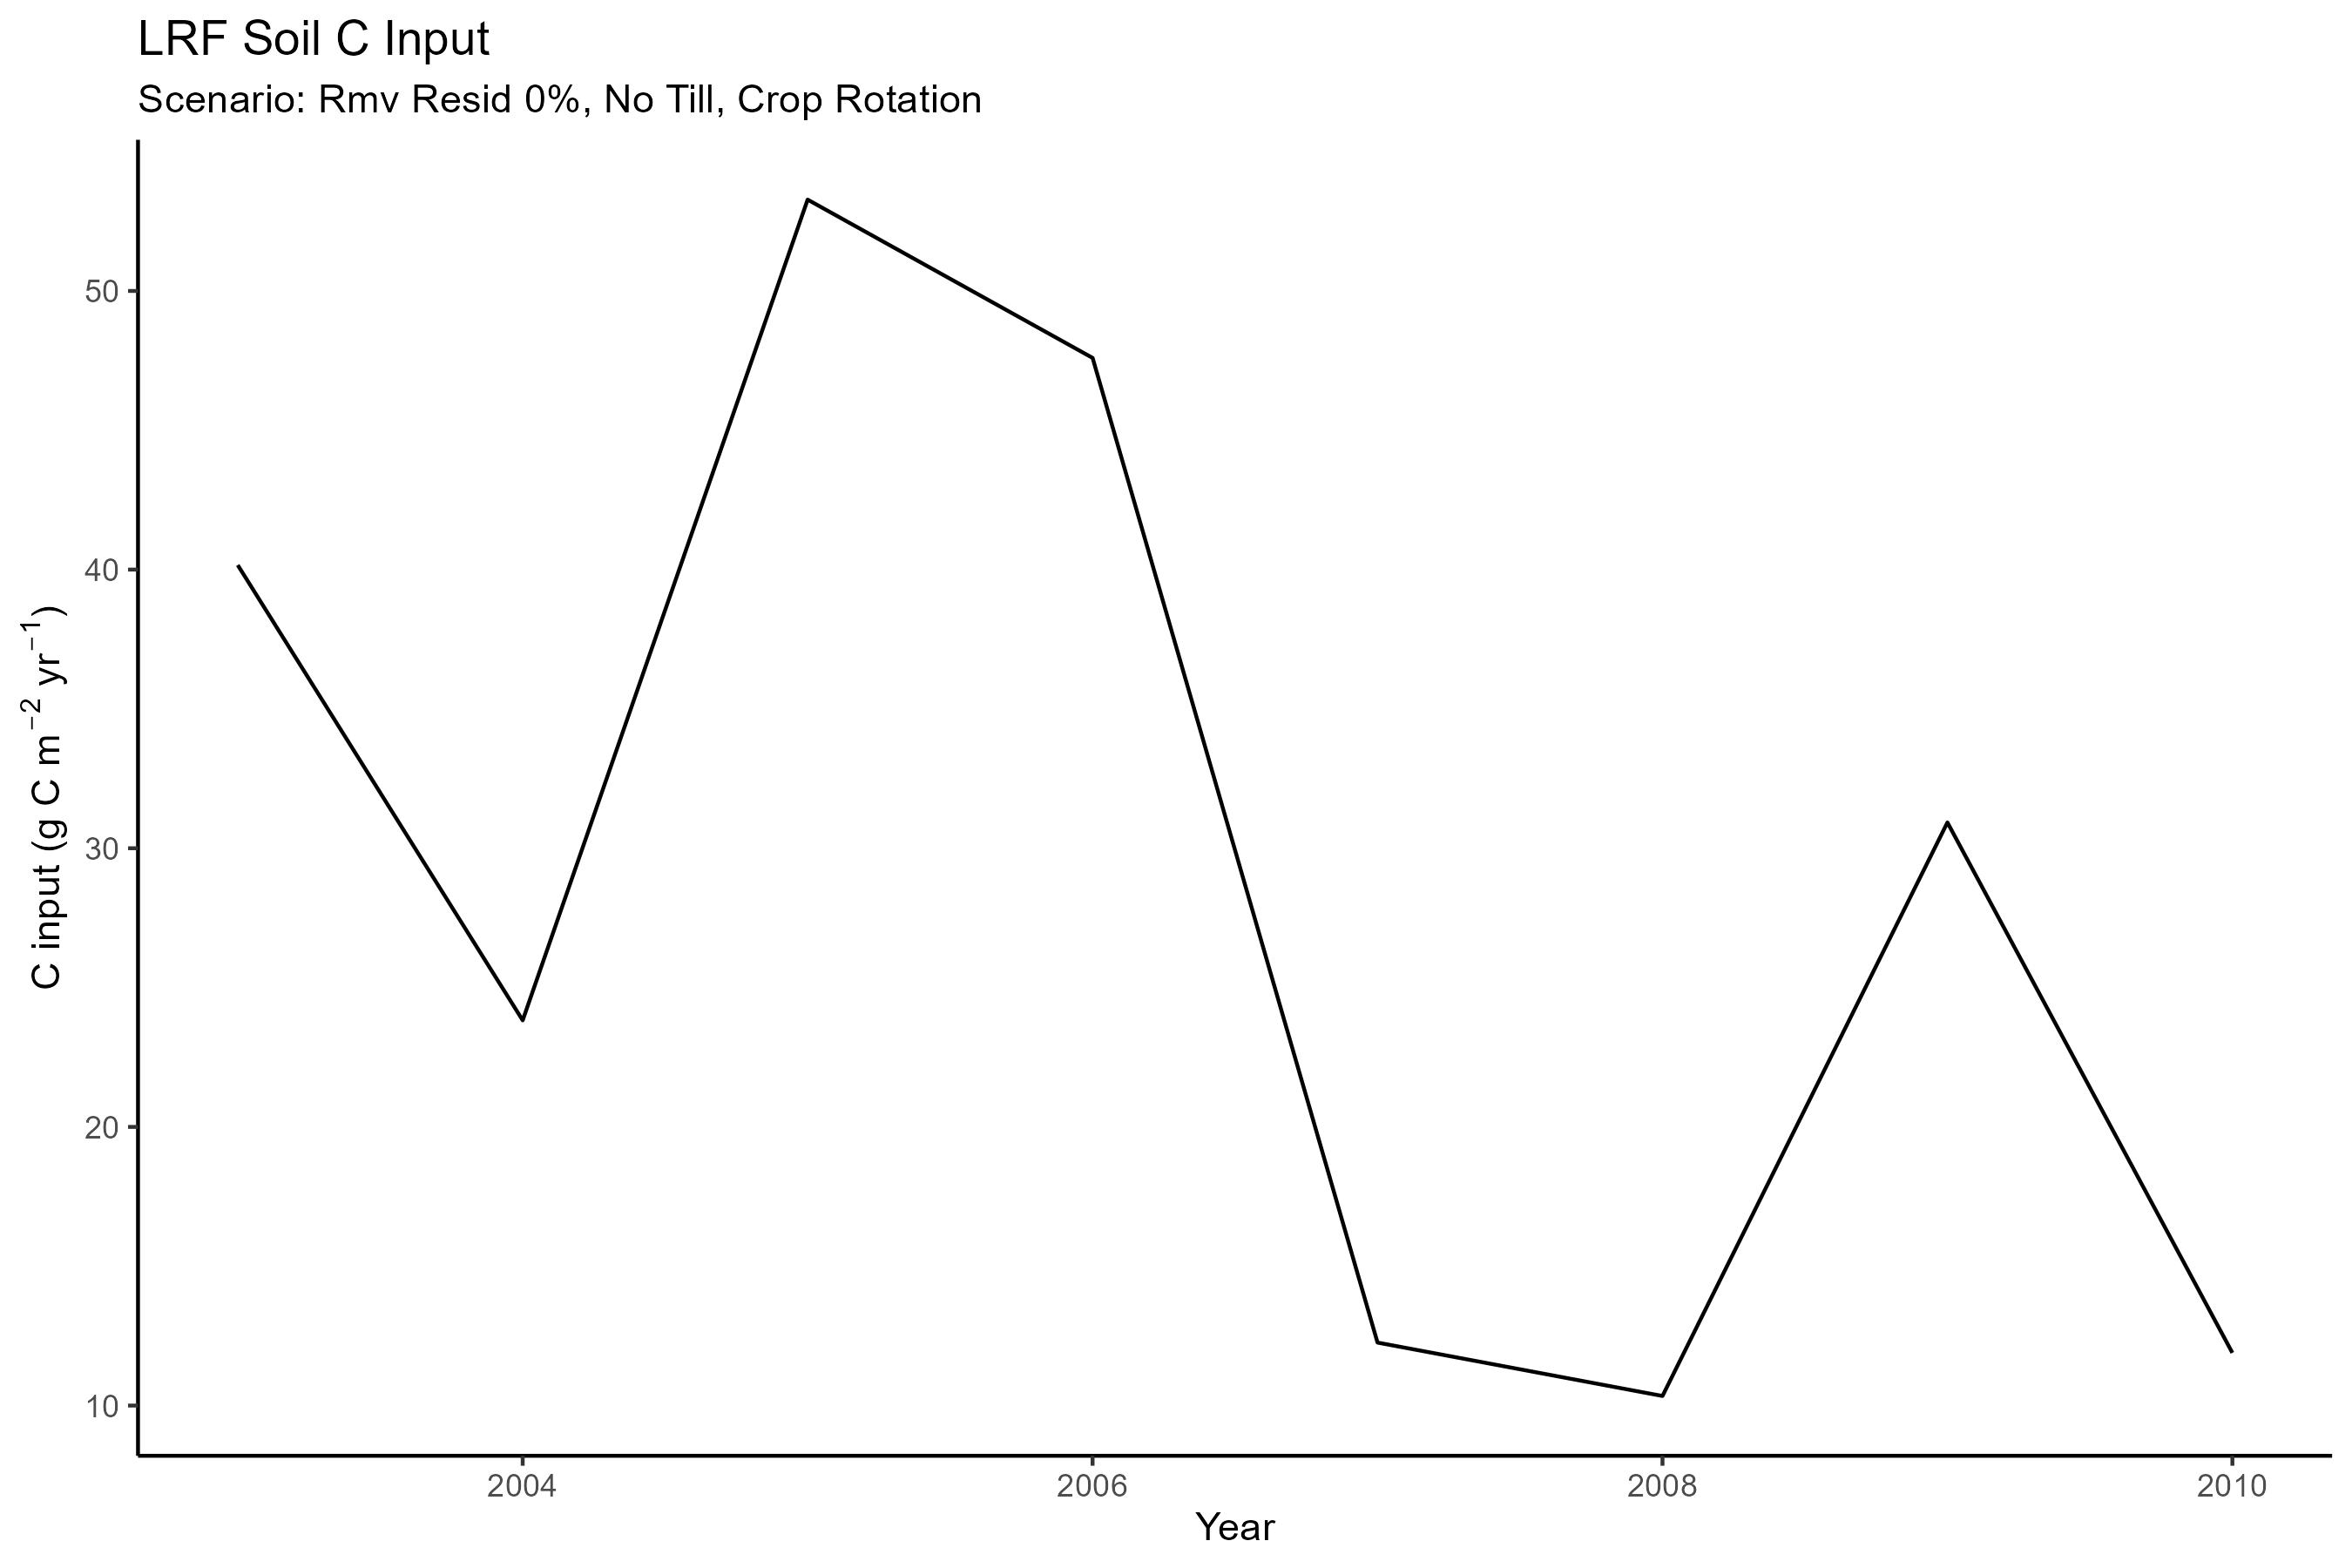 LRF Soil C Input
Scenario: Rmv Resid 0%, No Till, Crop Rotation
C input (g C m⁻² yr⁻¹)
50
40
30
20
10
2004 2006 2008 2010
Year